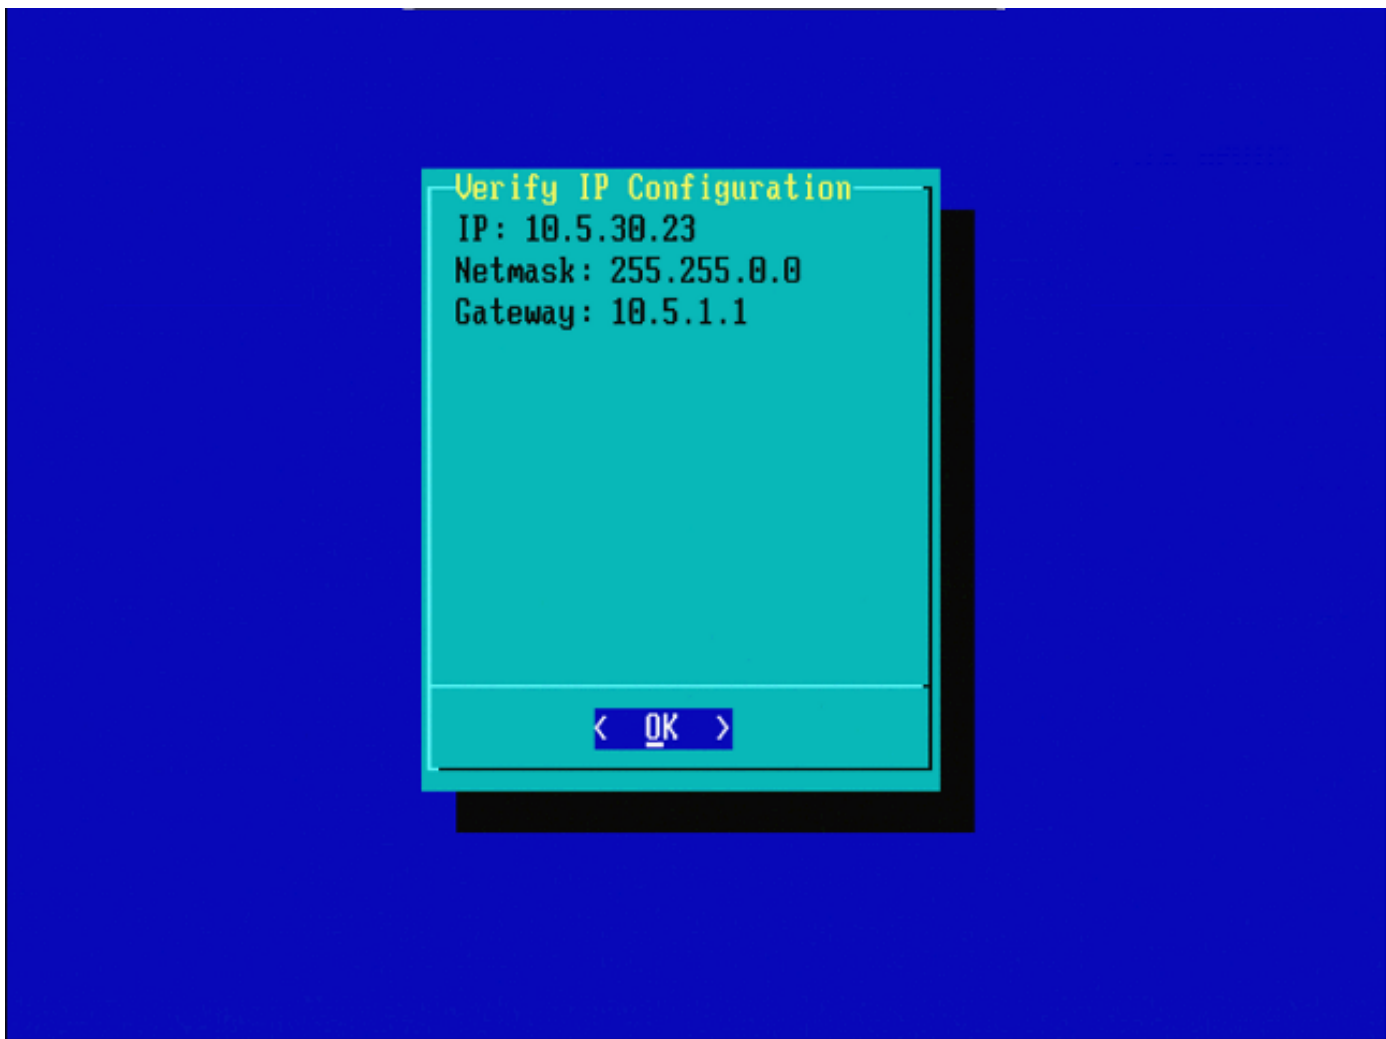 Verify IP Configuration
IP: 10.5.30.23
Netmask: 255.255.0.0
Gateway: 10.5.1.1
< OK >